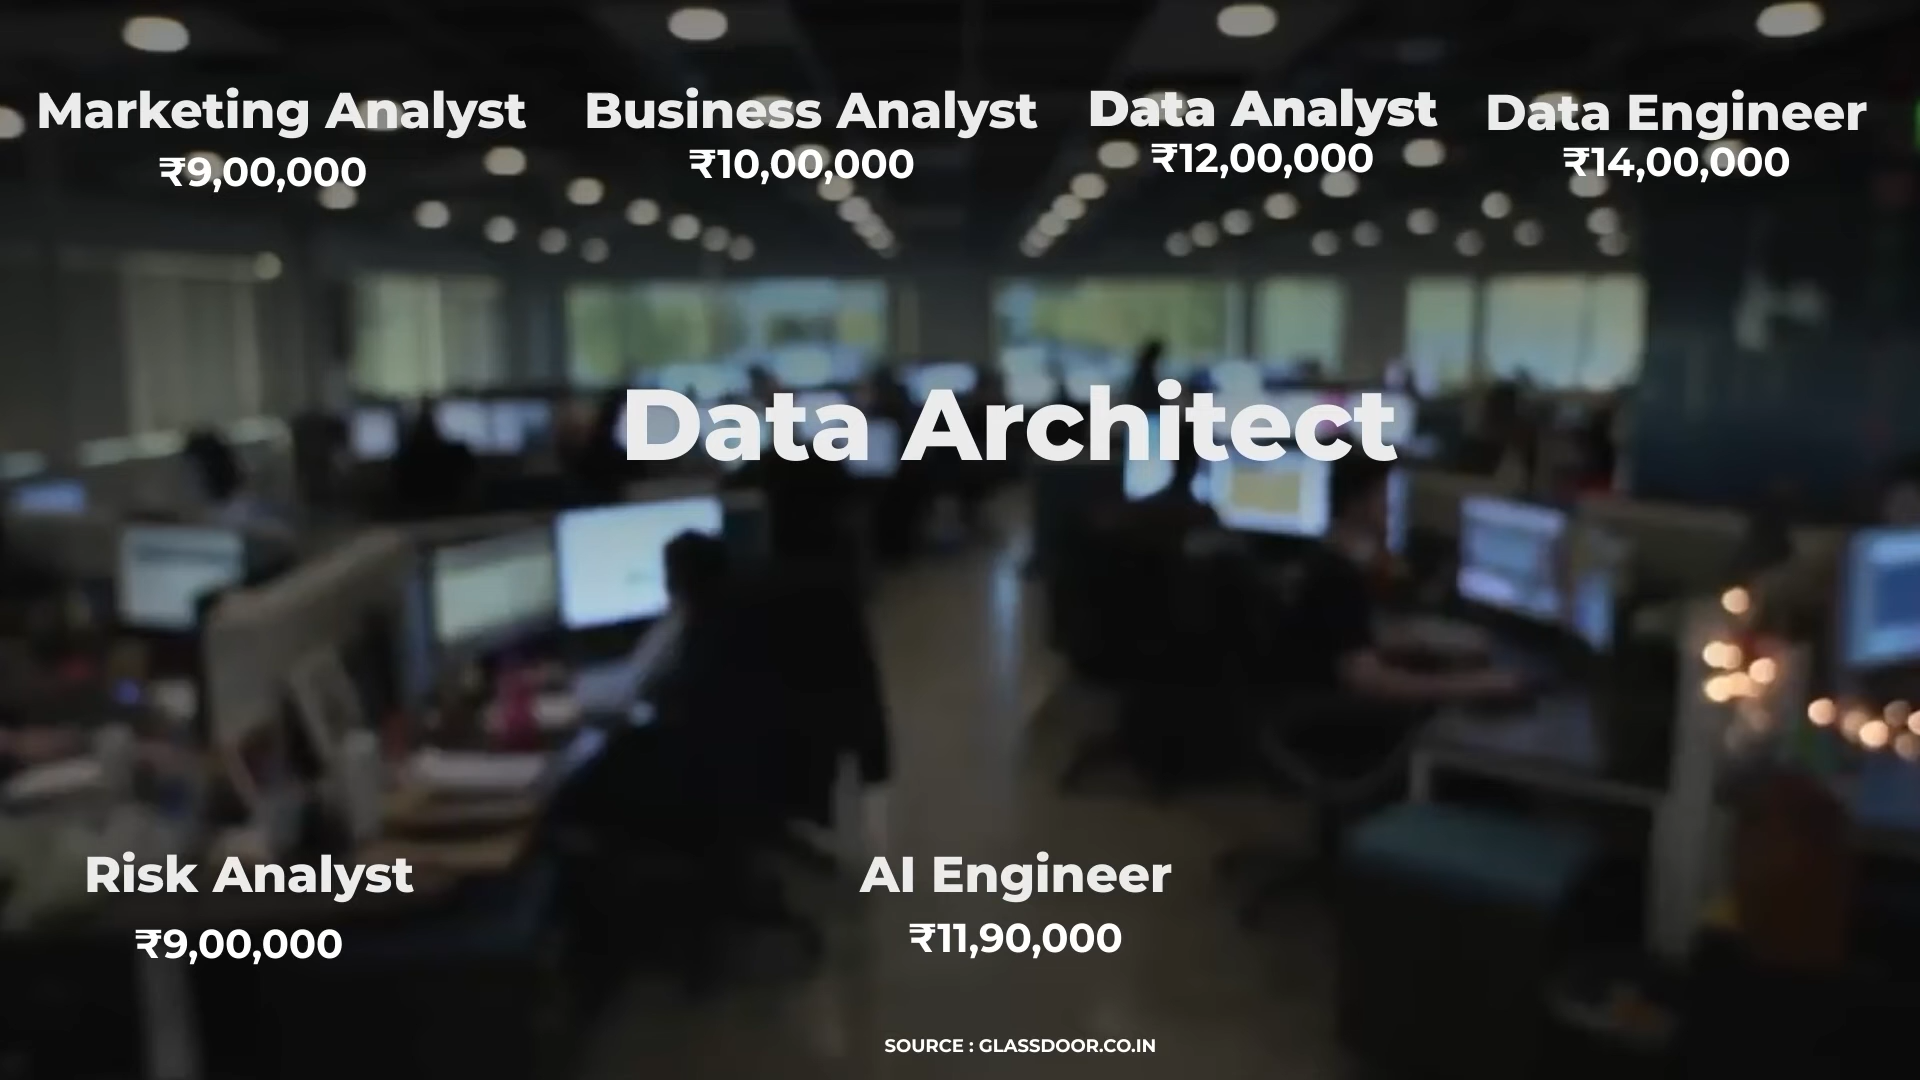 Marketing Analyst
₹9,00,000
Business Analyst
₹10,00,000
Data Analyst
₹12,00,000
Data Engineer
₹14,00,000
Data Architect
Risk Analyst
₹9,00,000
AI Engineer
₹11,90,000
SOURCE : GLASSDOOR.CO.IN